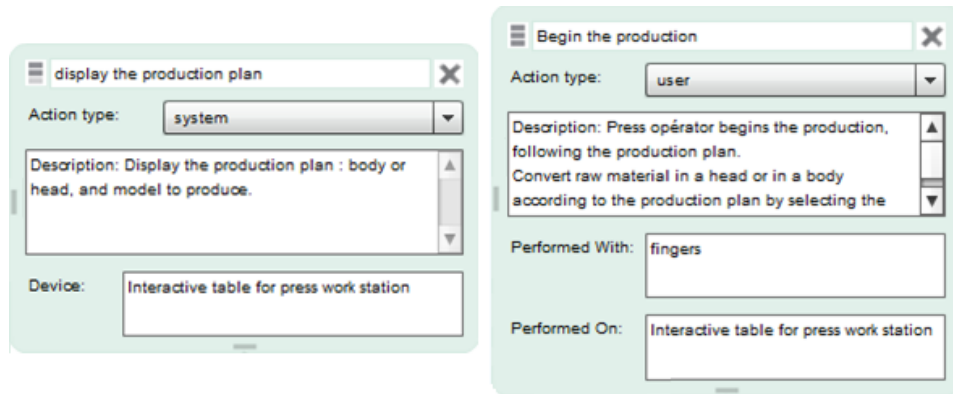 display the production plan
Action type: system
Description: Display the production plan : body or
head, and model to produce.
Device: Interactive table for press work station
Begin the production
Action type: user
Description: Press opérator begins the production,
following the production plan.
Convert raw material in a head or in a body
according to the production plan by selecting the
Performed With: fingers
Performed On: Interactive table for press work station